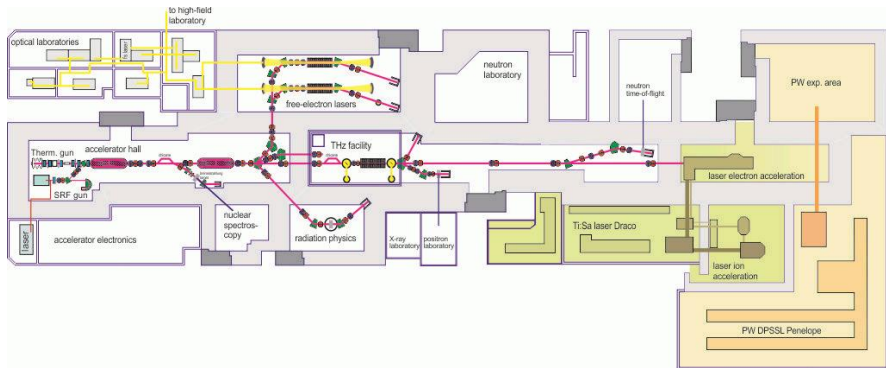 to high-field
laboratory
optical laboratories
fs laser
neutron
laboratory
PW exp. area
neutron
time-of-flight
free-electron lasers
accelerator hall
THz facility
Therm. gun
SRF gun
laser electron acceleration
laser
accelerator electronics
nuclear
spectros-
copy
radiation physics
X-ray
laboratory
positron
laboratory
Ti:Sa laser Draco
laser ion
acceleration
PW DPSSL Penelope